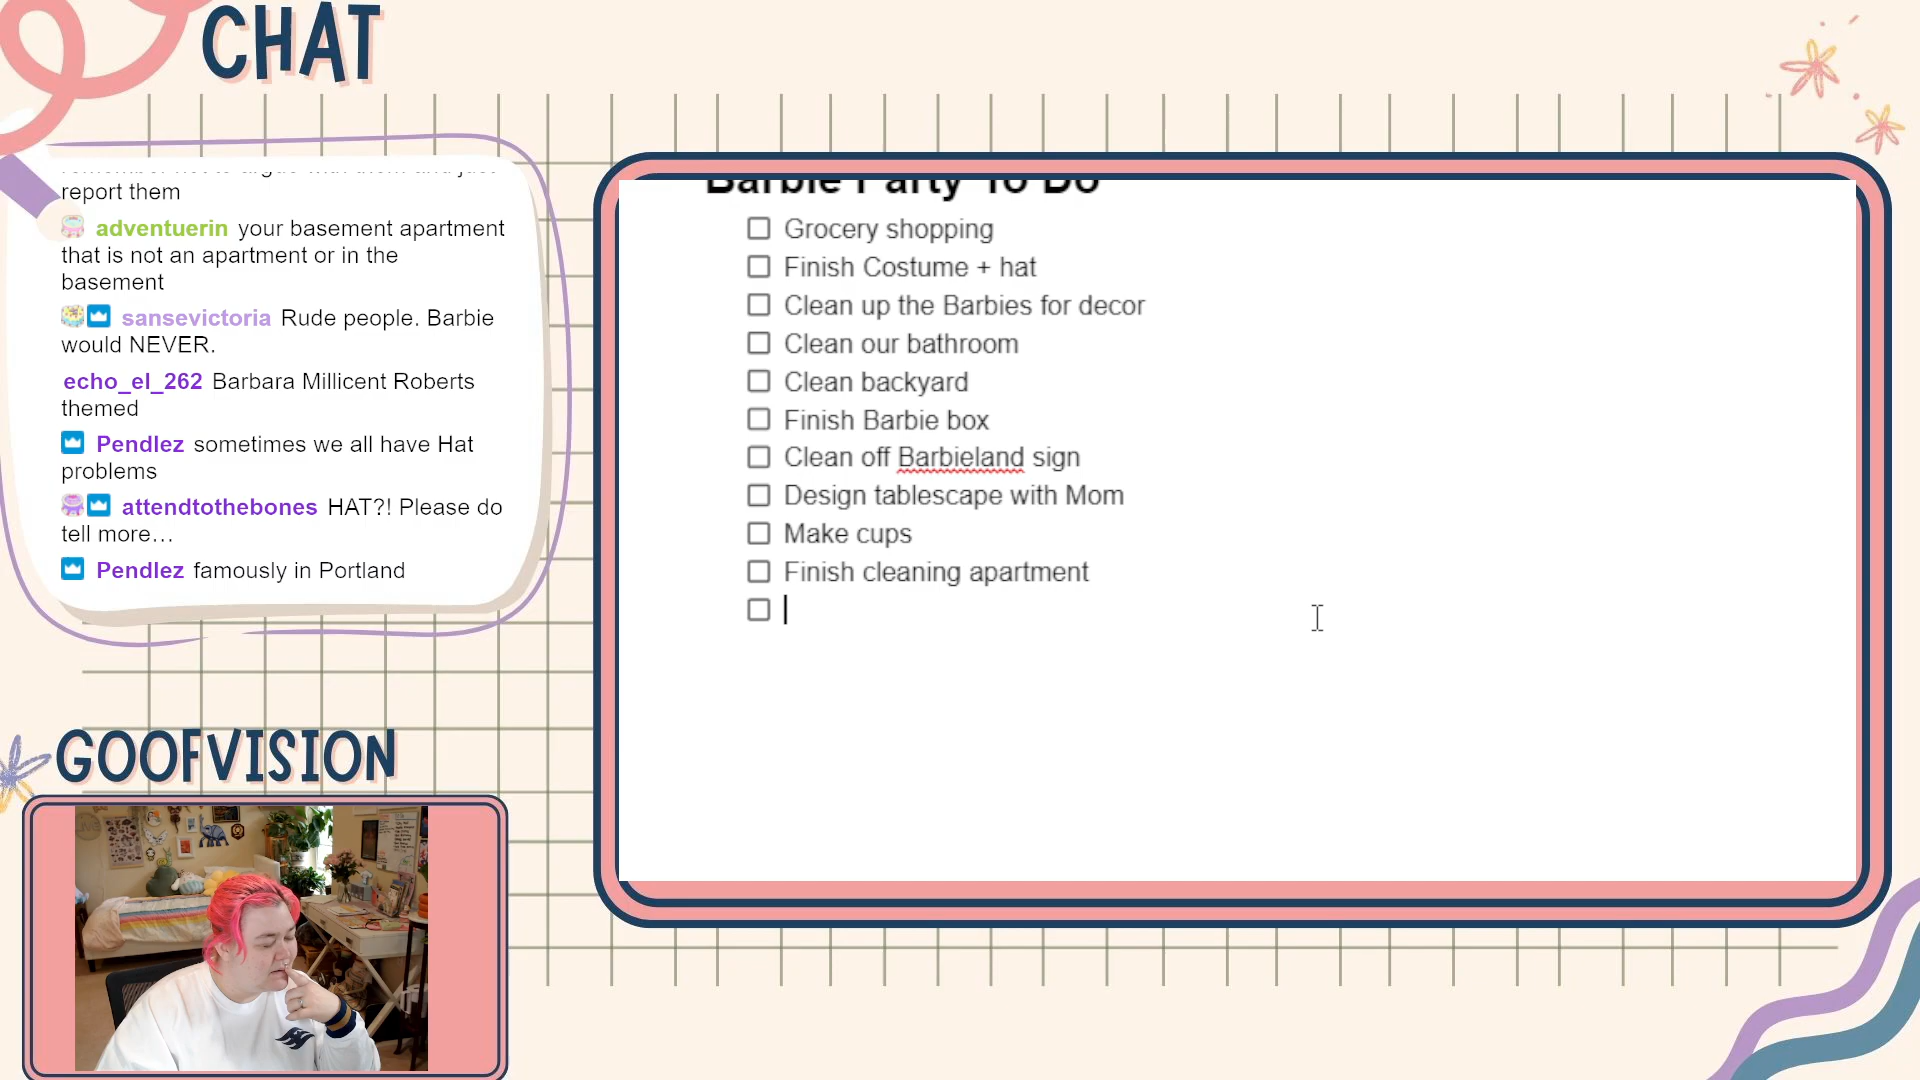 CHAT
report them
adventuerin your basement apartment
that is not an apartment or in the
basement
sansevictoria Rude people. Barbie
would NEVER.
echo_el_262 Barbara Millicent Roberts
themed
Pendlez sometimes we all have Hat
problems
attendtothebones HAT?! Please do
tell more...
Pendlez famously in Portland
GOOFVISION
Barbie Party To Do
Grocery shopping
Finish Costume + hat
Clean up the Barbies for decor
Clean our bathroom
Clean backyard
Finish Barbie box
Clean off Barbieland sign
Design tablescape with Mom
Make cups
Finish cleaning apartment